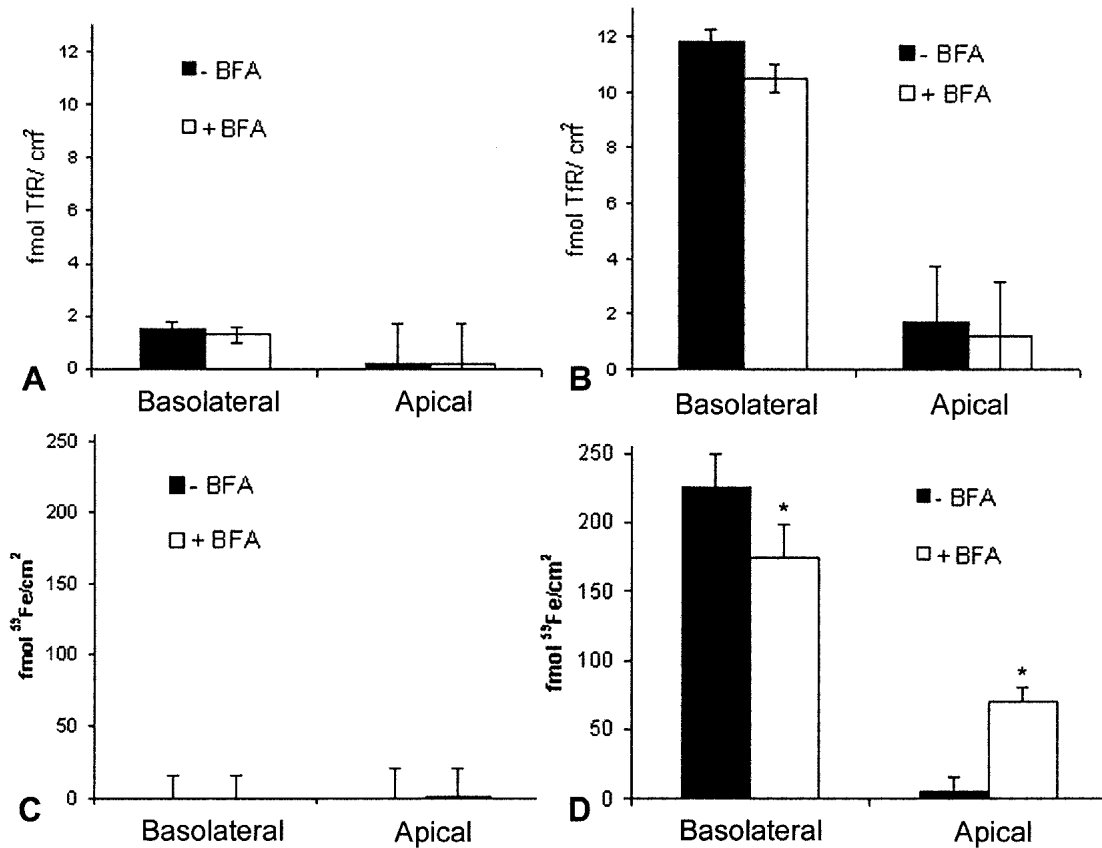 12
10
8
6
4
2
0
fmol TfR/ cm²
- BFA
+ BFA
A
Basolateral
Apical
12
10
8
6
4
2
0
fmol TfR/ cm²
- BFA
+ BFA
B
Basolateral
Apical
250
200
150
100
50
0
fmol ⁵⁹Fe/cm²
- BFA
+ BFA
C
Basolateral
Apical
250
200
150
100
50
0
fmol ⁵⁹Fe/cm²
- BFA
+ BFA
*
*
D
Basolateral
Apical